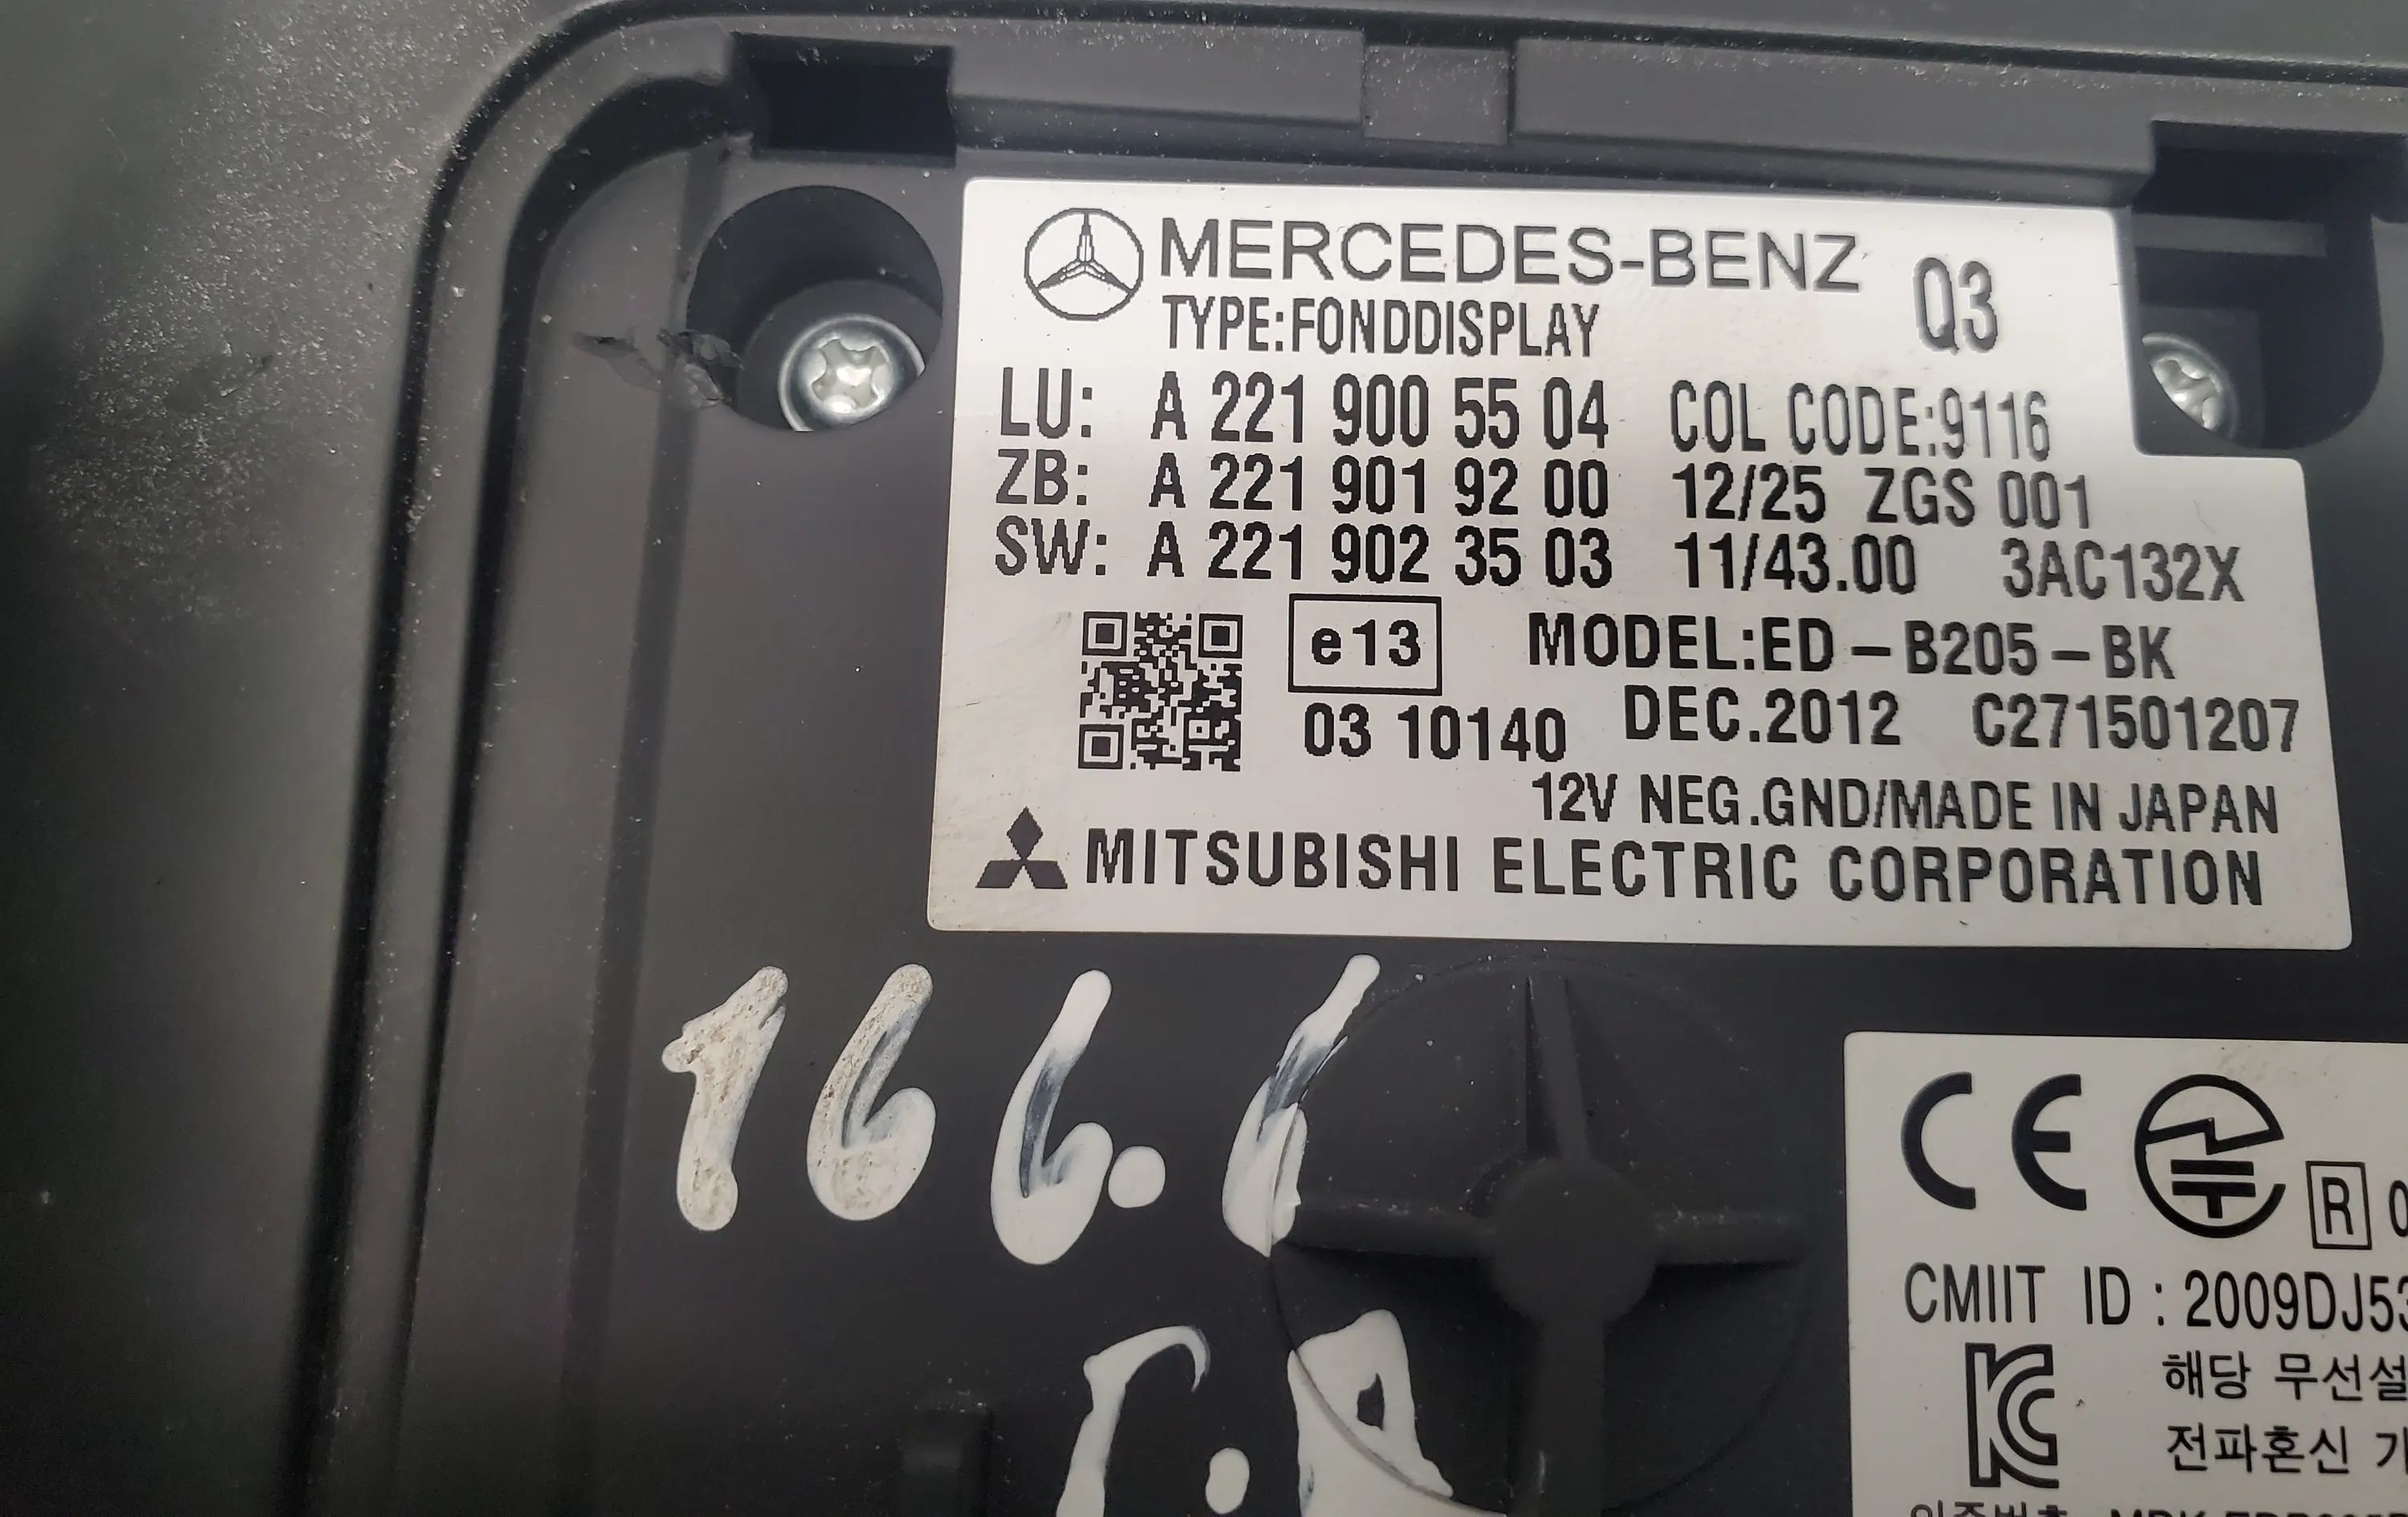 MERCEDES-BENZ Q3
TYPE:FONDDISPLAY
LU: A 221 900 55 04 COL CODE:9116
ZB: A 221 901 92 00 12/25 ZGS 001
SW: A 221 902 35 03 11/43.00 3AC132X
e13 MODEL:ED-B205-BK
03 10140 DEC.2012 C271501207
12V NEG.GND/MADE IN JAPAN
MITSUBISHI ELECTRIC CORPORATION
166.
CE R
CMIIT ID : 2009DJ53
해당 무선설
전파혼신